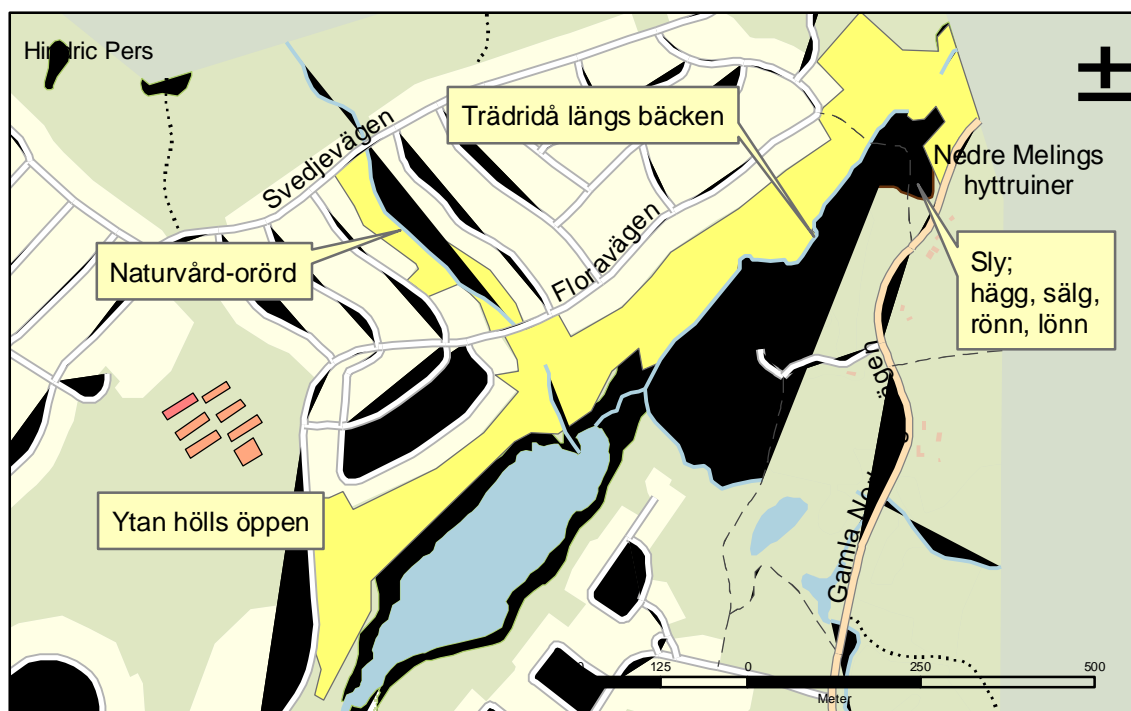 Hindric Pers
Trädridå längs bäcken
Svedjevägen
Nedre Melings
hyttruiner
Naturvård-orörd
Floravägen
Sly;
hägg, sälg,
rönn, lönn
Ytan hölls öppen
Gamla
125
0
250
500
Meter